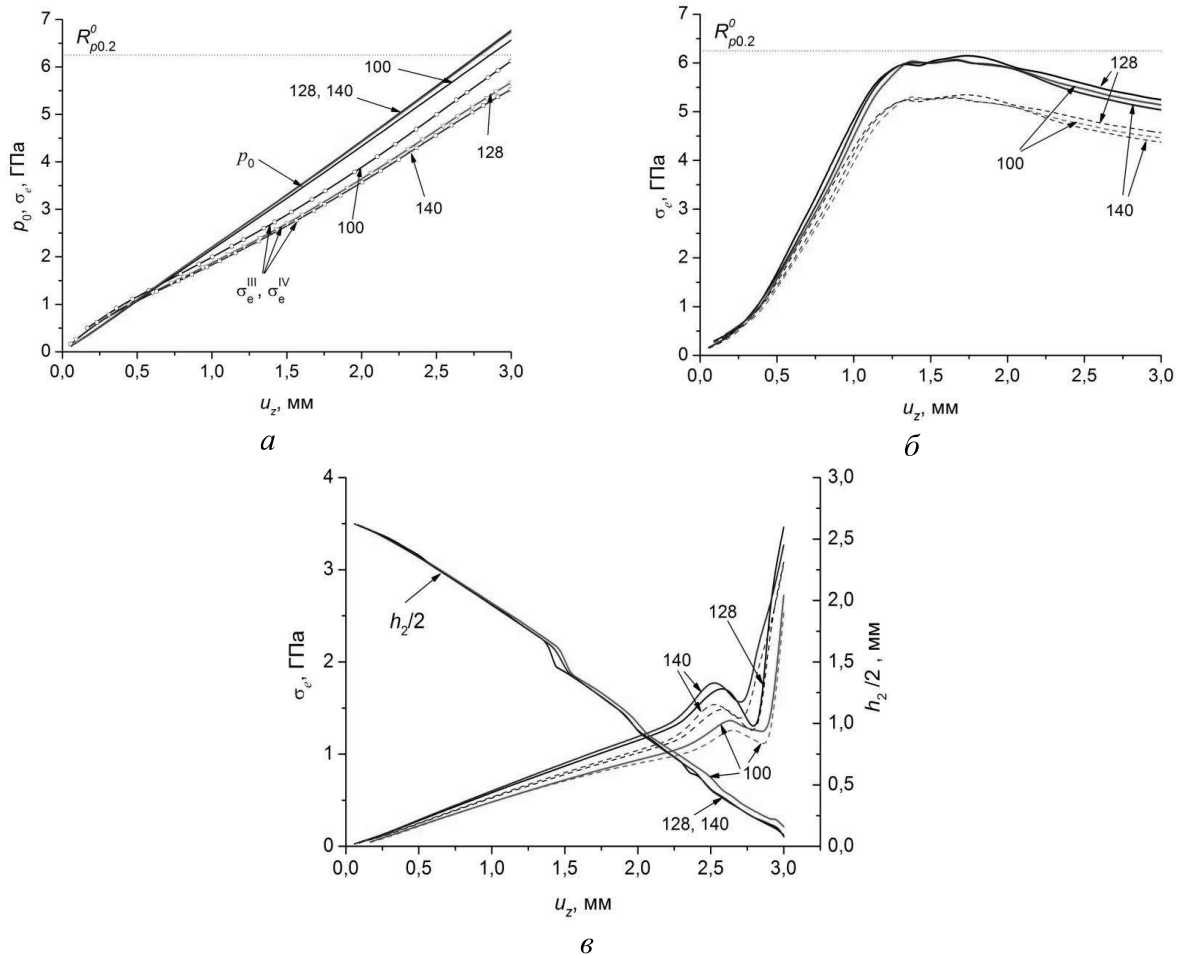 7
R⁰p0.2
6
100
5
128, 140
4
p₀
128
p₀, σₑ, ГПа
3
140
100
2
σₑᴵᴵᴵ, σₑᴵⱽ
1
0
0,0 0,5 1,0 1,5 2,0 2,5 3,0
u_z, мм
а
7
R⁰p0.2
6
128
5
100
4
140
σₑ, ГПа
3
2
1
0
0,0 0,5 1,0 1,5 2,0 2,5 3,0
u_z, мм
б
4 3,0
2,5
3
h₂/2
128
2,0
140
σₑ, ГПа
2 1,5
h₂/2, мм
1,0
1
100
0,5
128, 140
0 0,0
0,0 0,5 1,0 1,5 2,0 2,5 3,0
u_z, мм
в